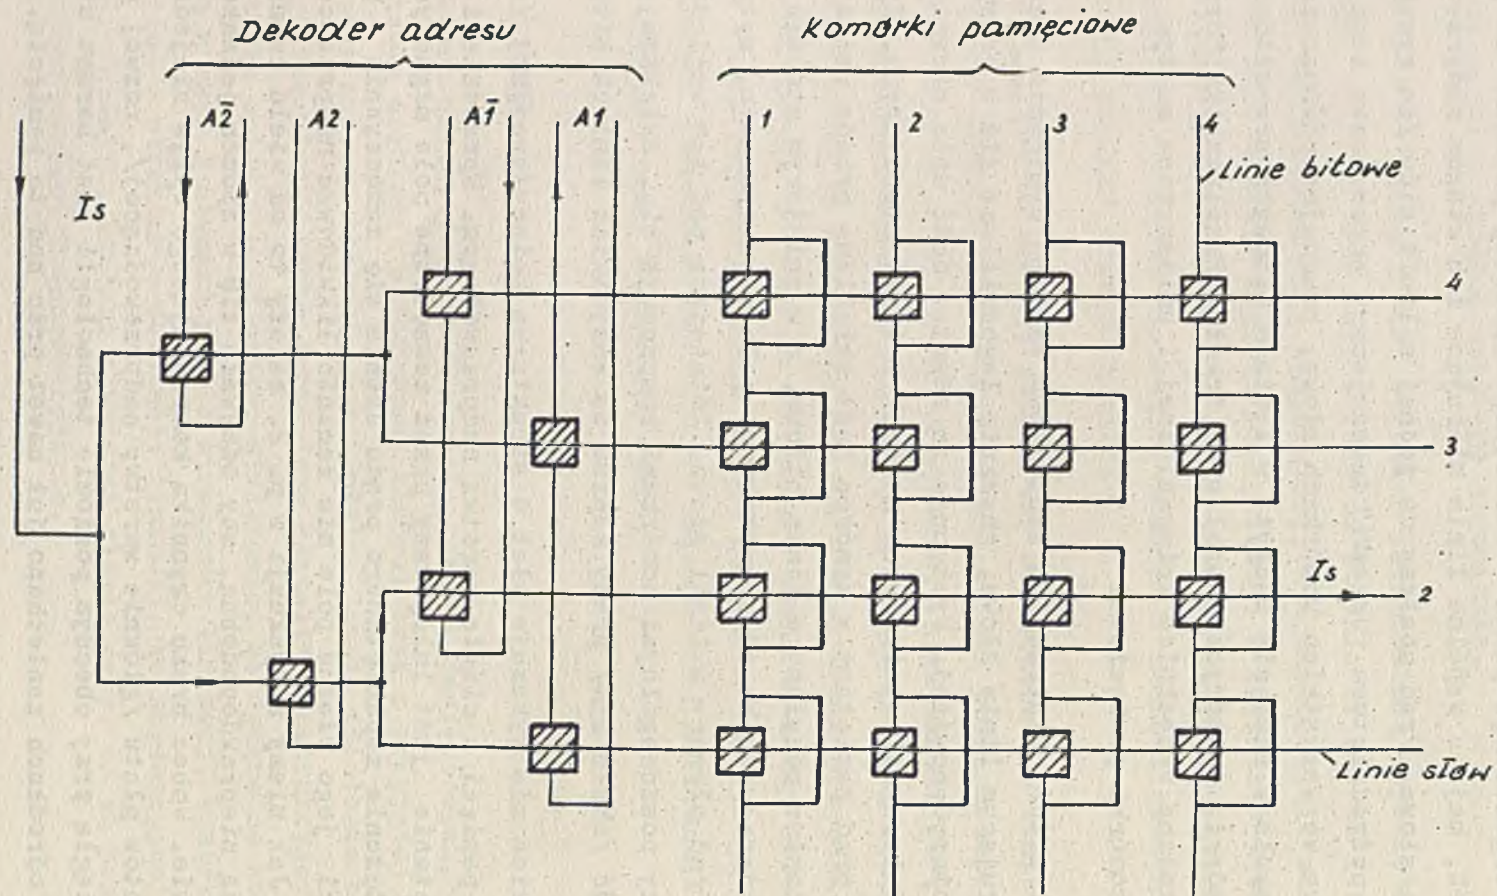 Dekoder adresu
Komórki pamięciowe
A2̄ A2 A1̄ A1 1 2 3 4
Linie bitowe
Is
4
3
Is
2
Linie słów